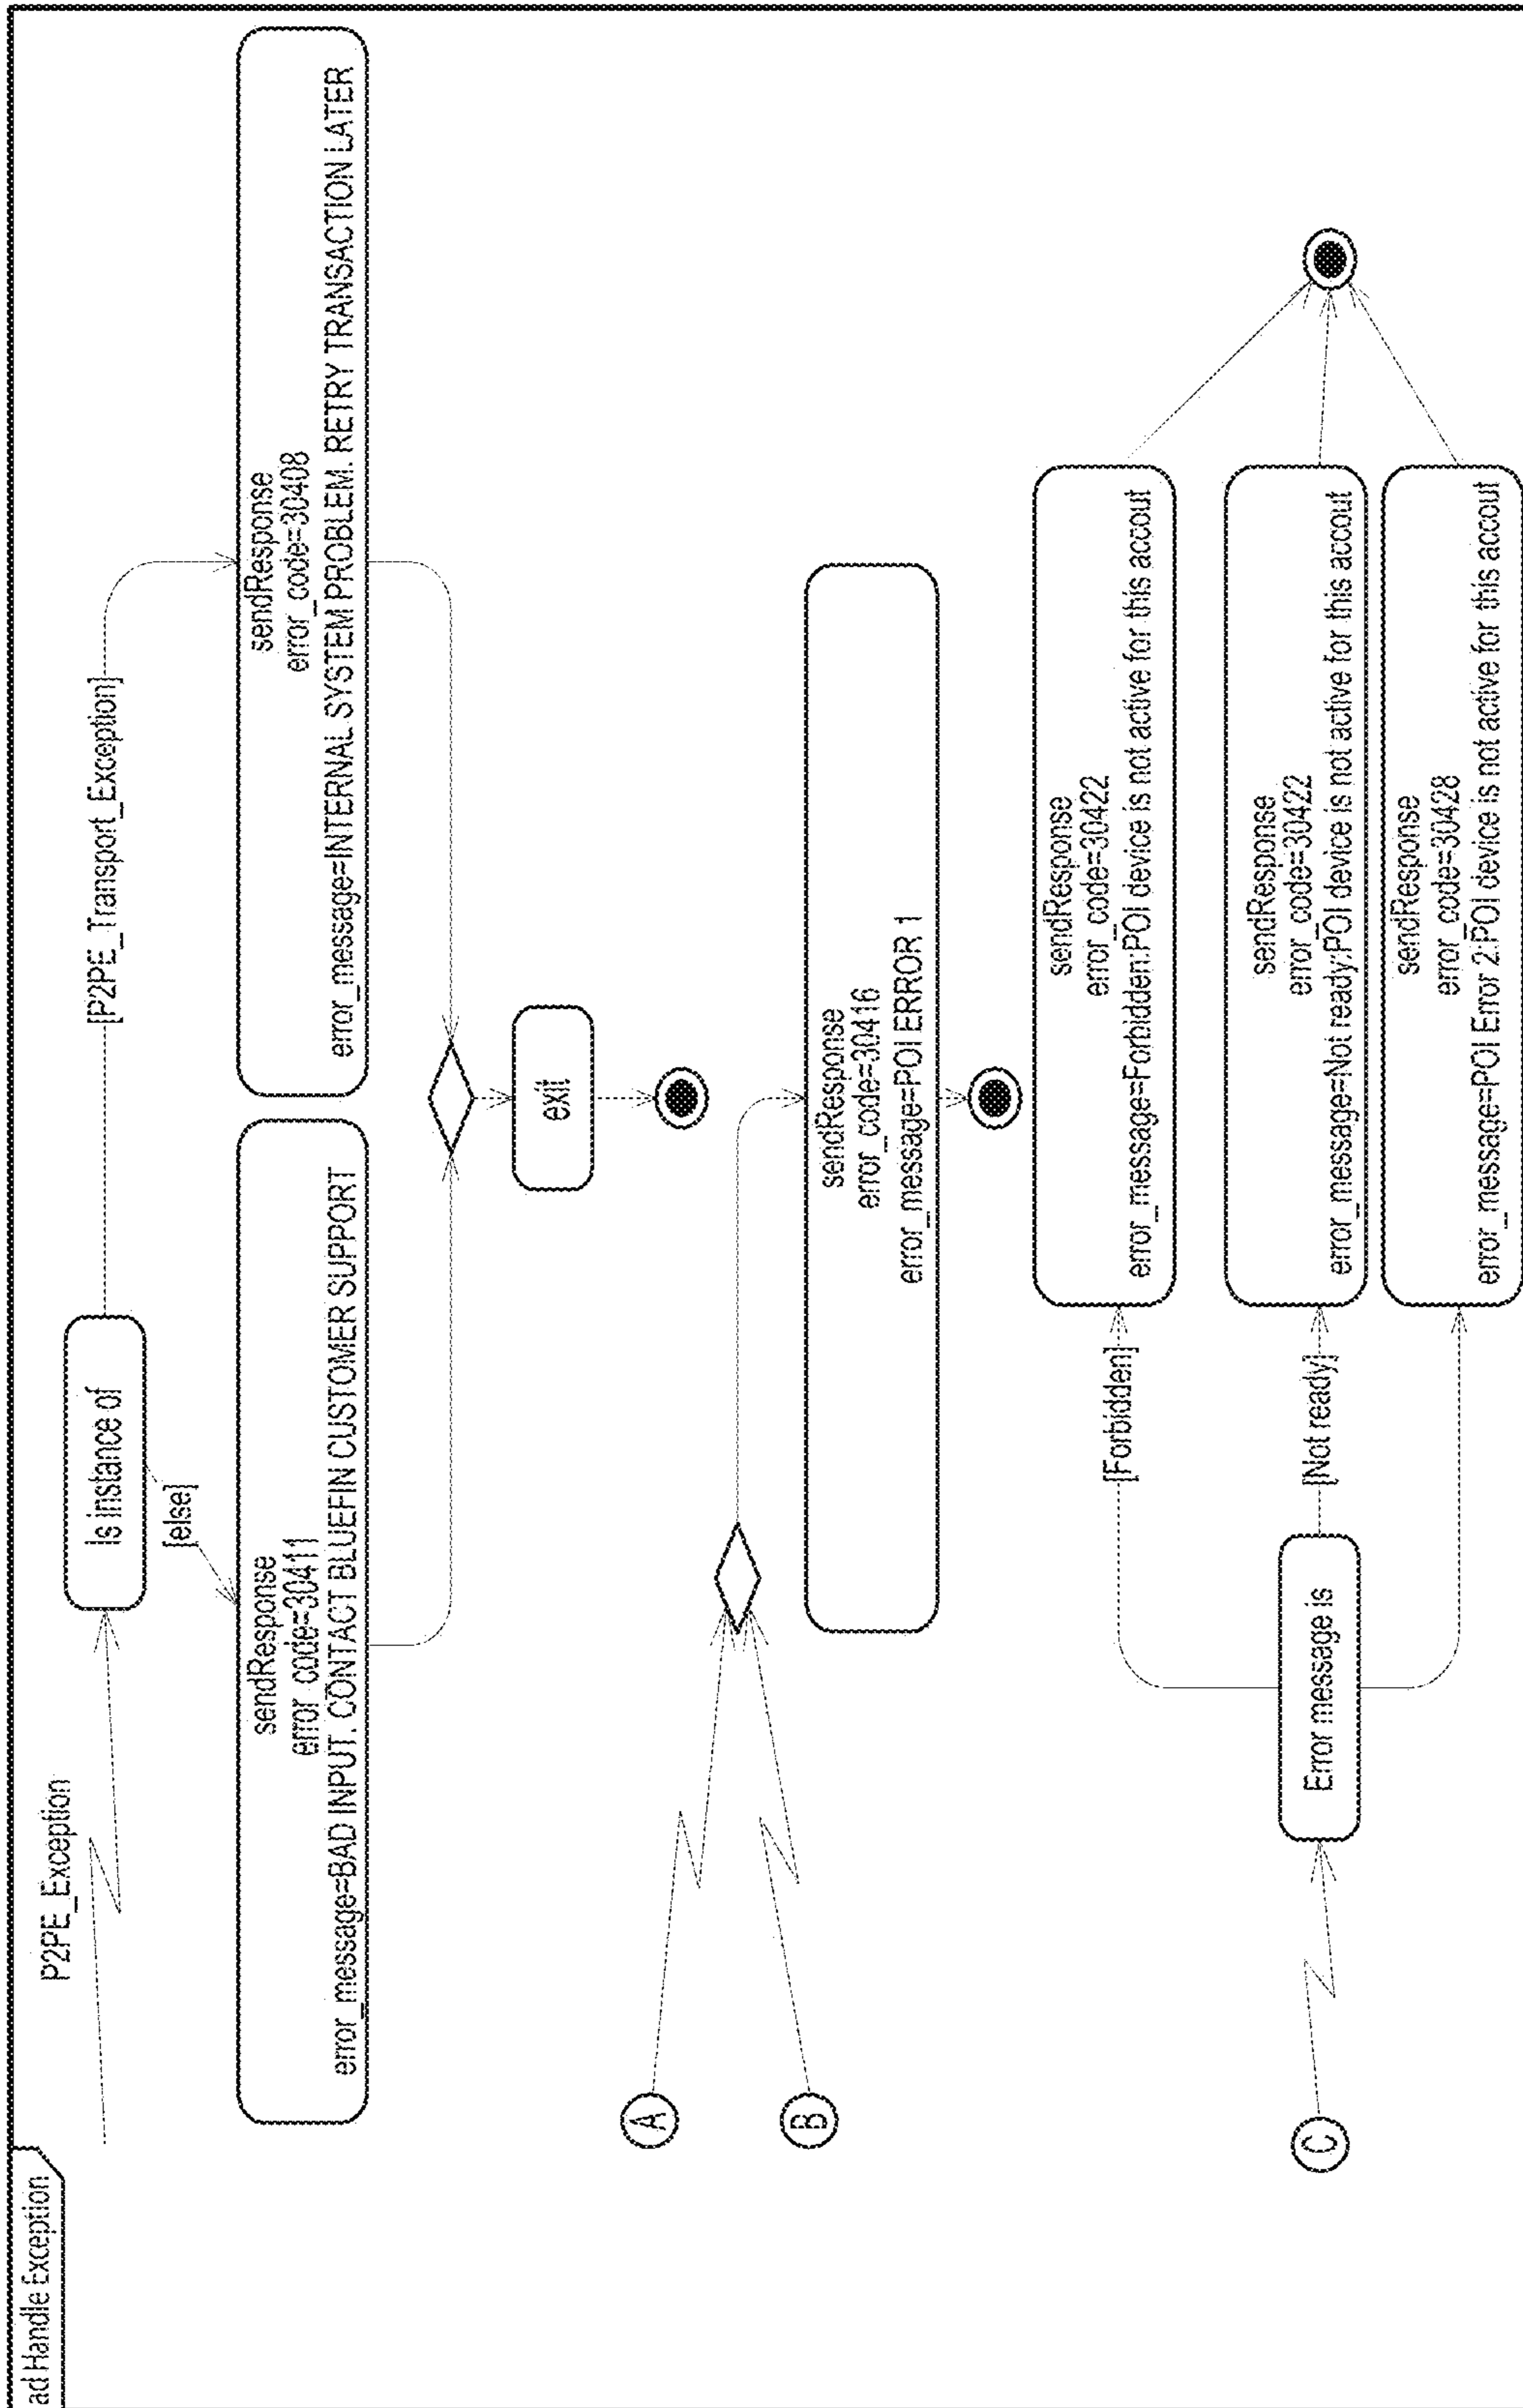 ad Handle Exception
P2PE_Exception
Is instance of
[P2PE_Transport_Exception]
[else]
sendResponse
error_code=30411
error_message=BAD INPUT. CONTACT BLUEFIN CUSTOMER SUPPORT
sendResponse
error_code=30408
error_message=INTERNAL SYSTEM PROBLEM. RETRY TRANSACTION LATER
exit
A
B
sendResponse
error_code=30416
error_message=POI ERROR 1
C
Error message is
[Forbidden]
sendResponse
error_code=30422
error_message=Forbidden:POI device is not active for this accout
[Not ready]
sendResponse
error_code=30422
error_message=Not ready:POI device is not active for this accout
sendResponse
error_code=30428
error_message=POI Error 2:POI device is not active for this accout